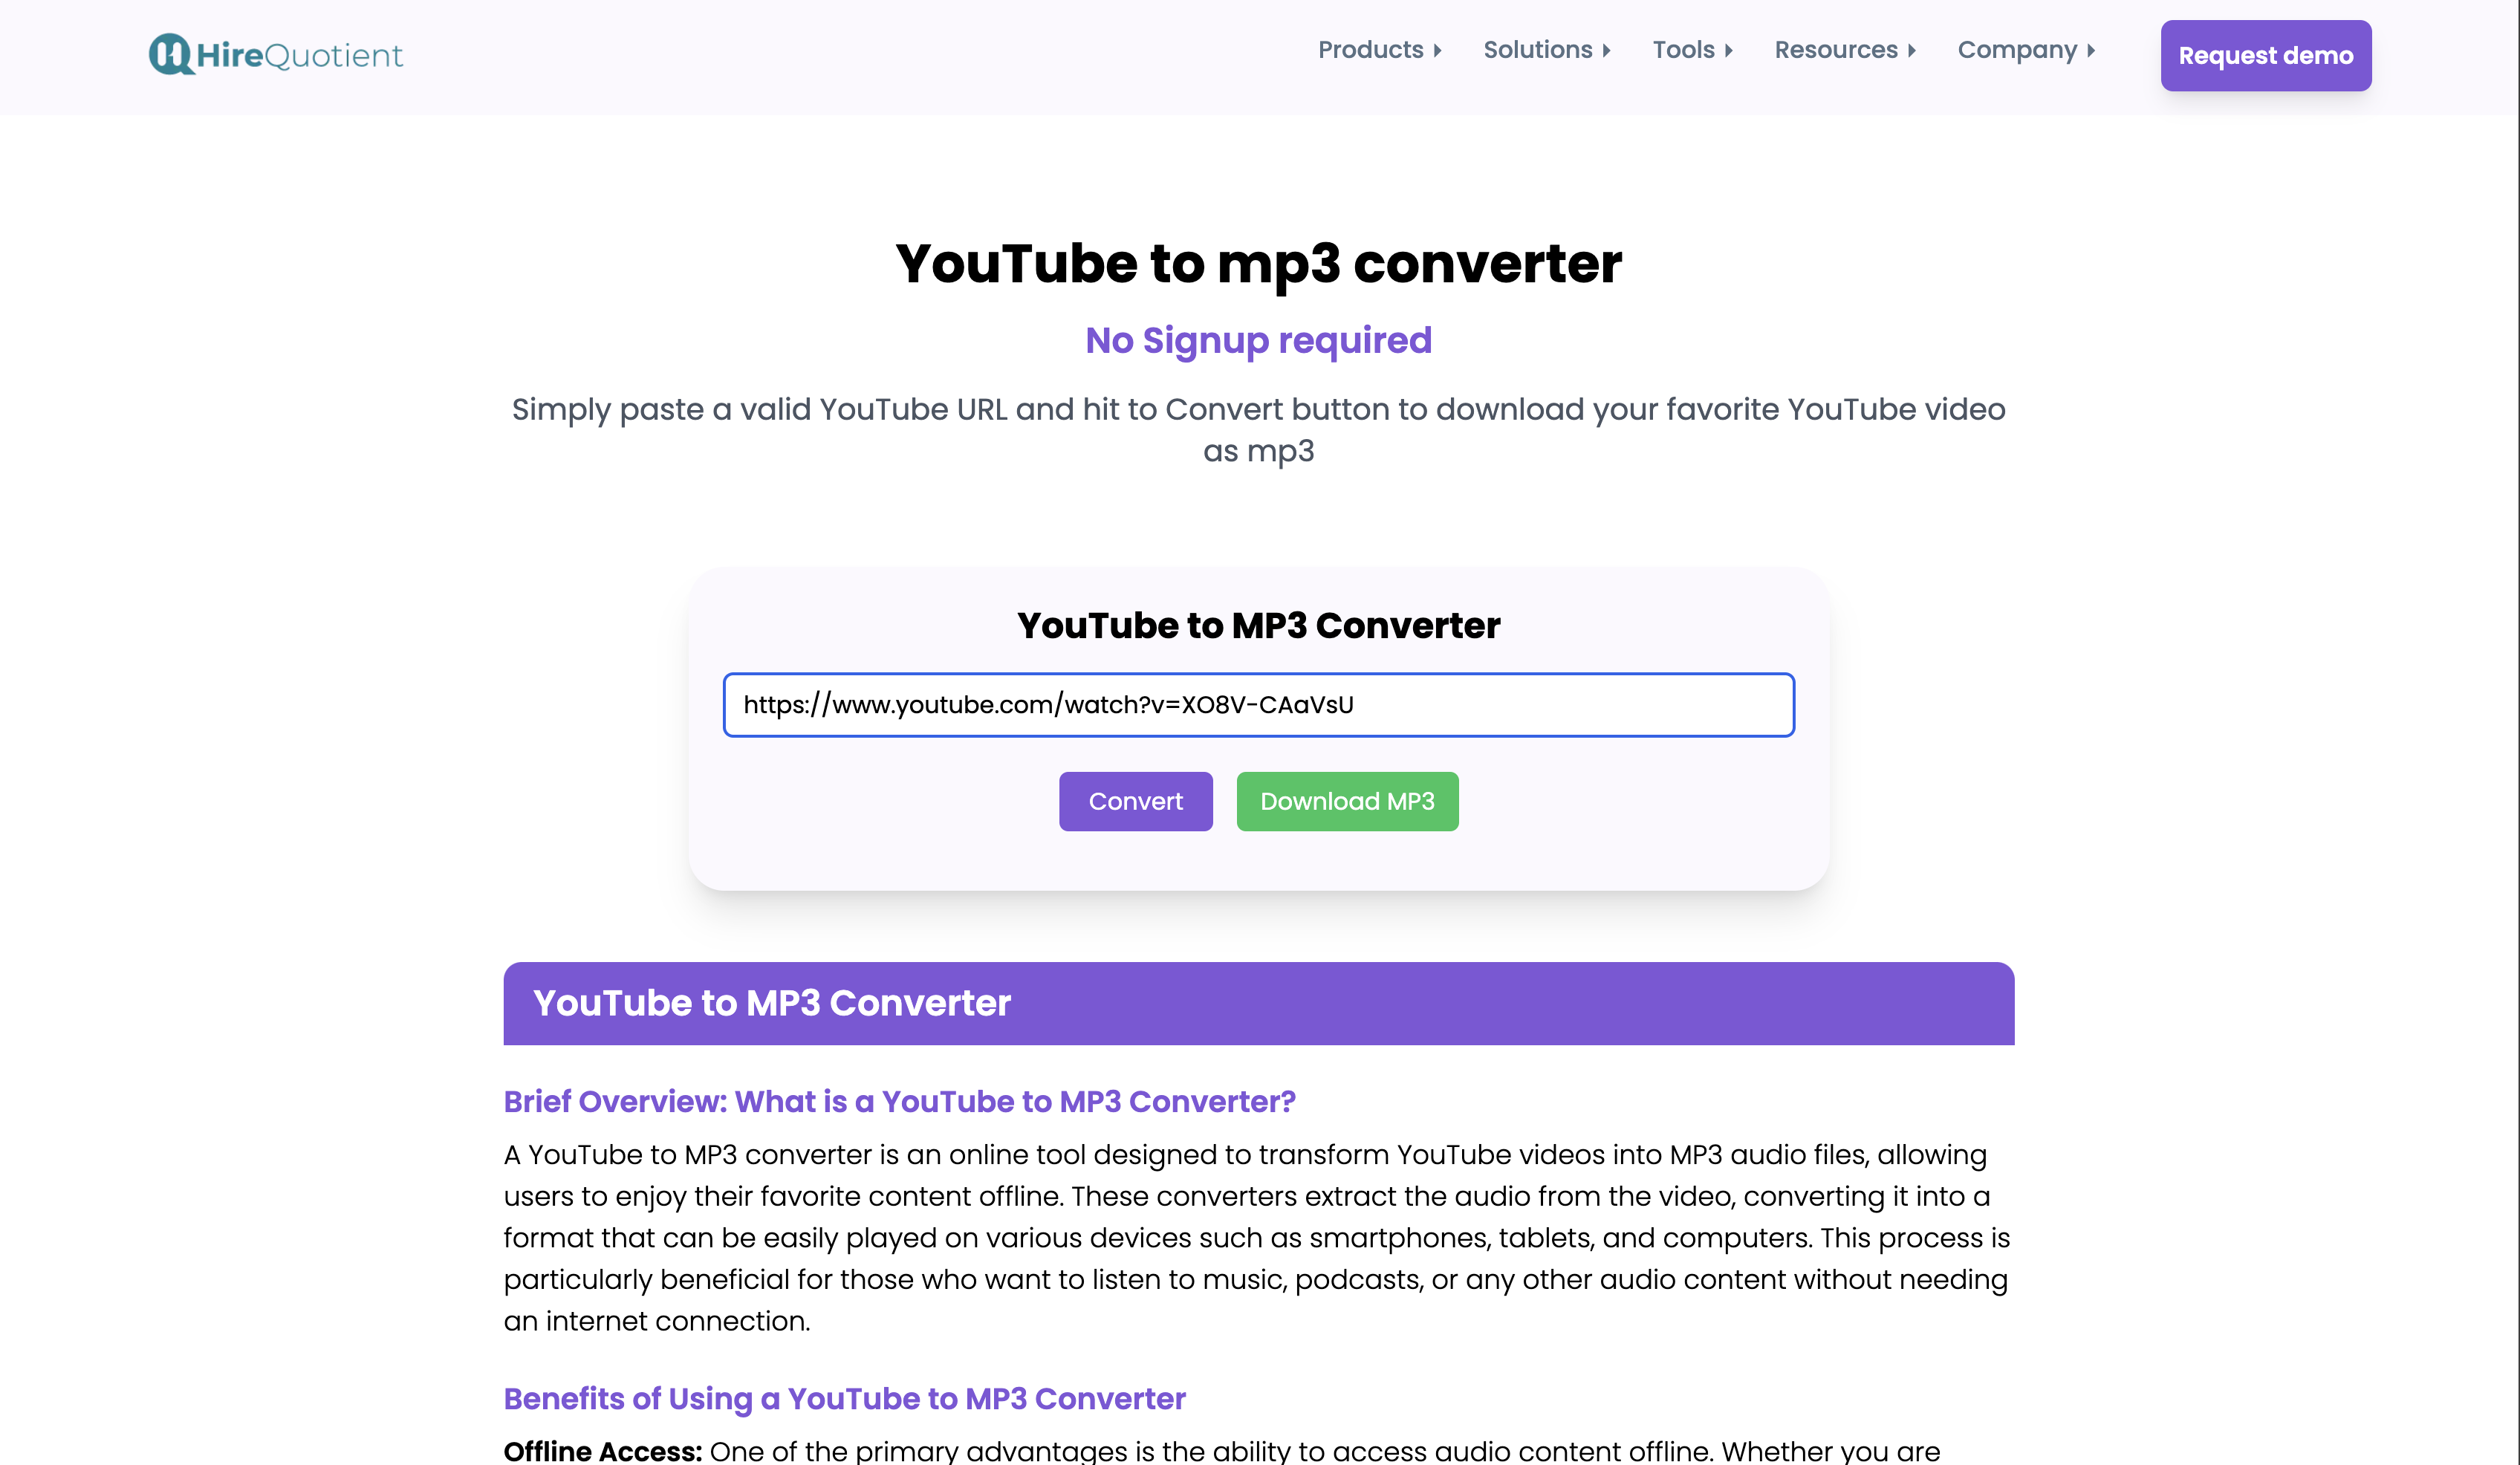 HireQuotient
Products
Solutions
Tools
Resources
Company
Request demo
YouTube to mp3 converter
No Signup required
Simply paste a valid YouTube URL and hit to Convert button to download your favorite YouTube video
as mp3
YouTube to MP3 Converter
https://www.youtube.com/watch?v=XO8V-CAaVsU
Convert
Download MP3
YouTube to MP3 Converter
Brief Overview: What is a YouTube to MP3 Converter?
A YouTube to MP3 converter is an online tool designed to transform YouTube videos into MP3 audio files, allowing
users to enjoy their favorite content offline. These converters extract the audio from the video, converting it into a
format that can be easily played on various devices such as smartphones, tablets, and computers. This process is
particularly beneficial for those who want to listen to music, podcasts, or any other audio content without needing
an internet connection.
Benefits of Using a YouTube to MP3 Converter
Offline Access: One of the primary advantages is the ability to access audio content offline. Whether you are